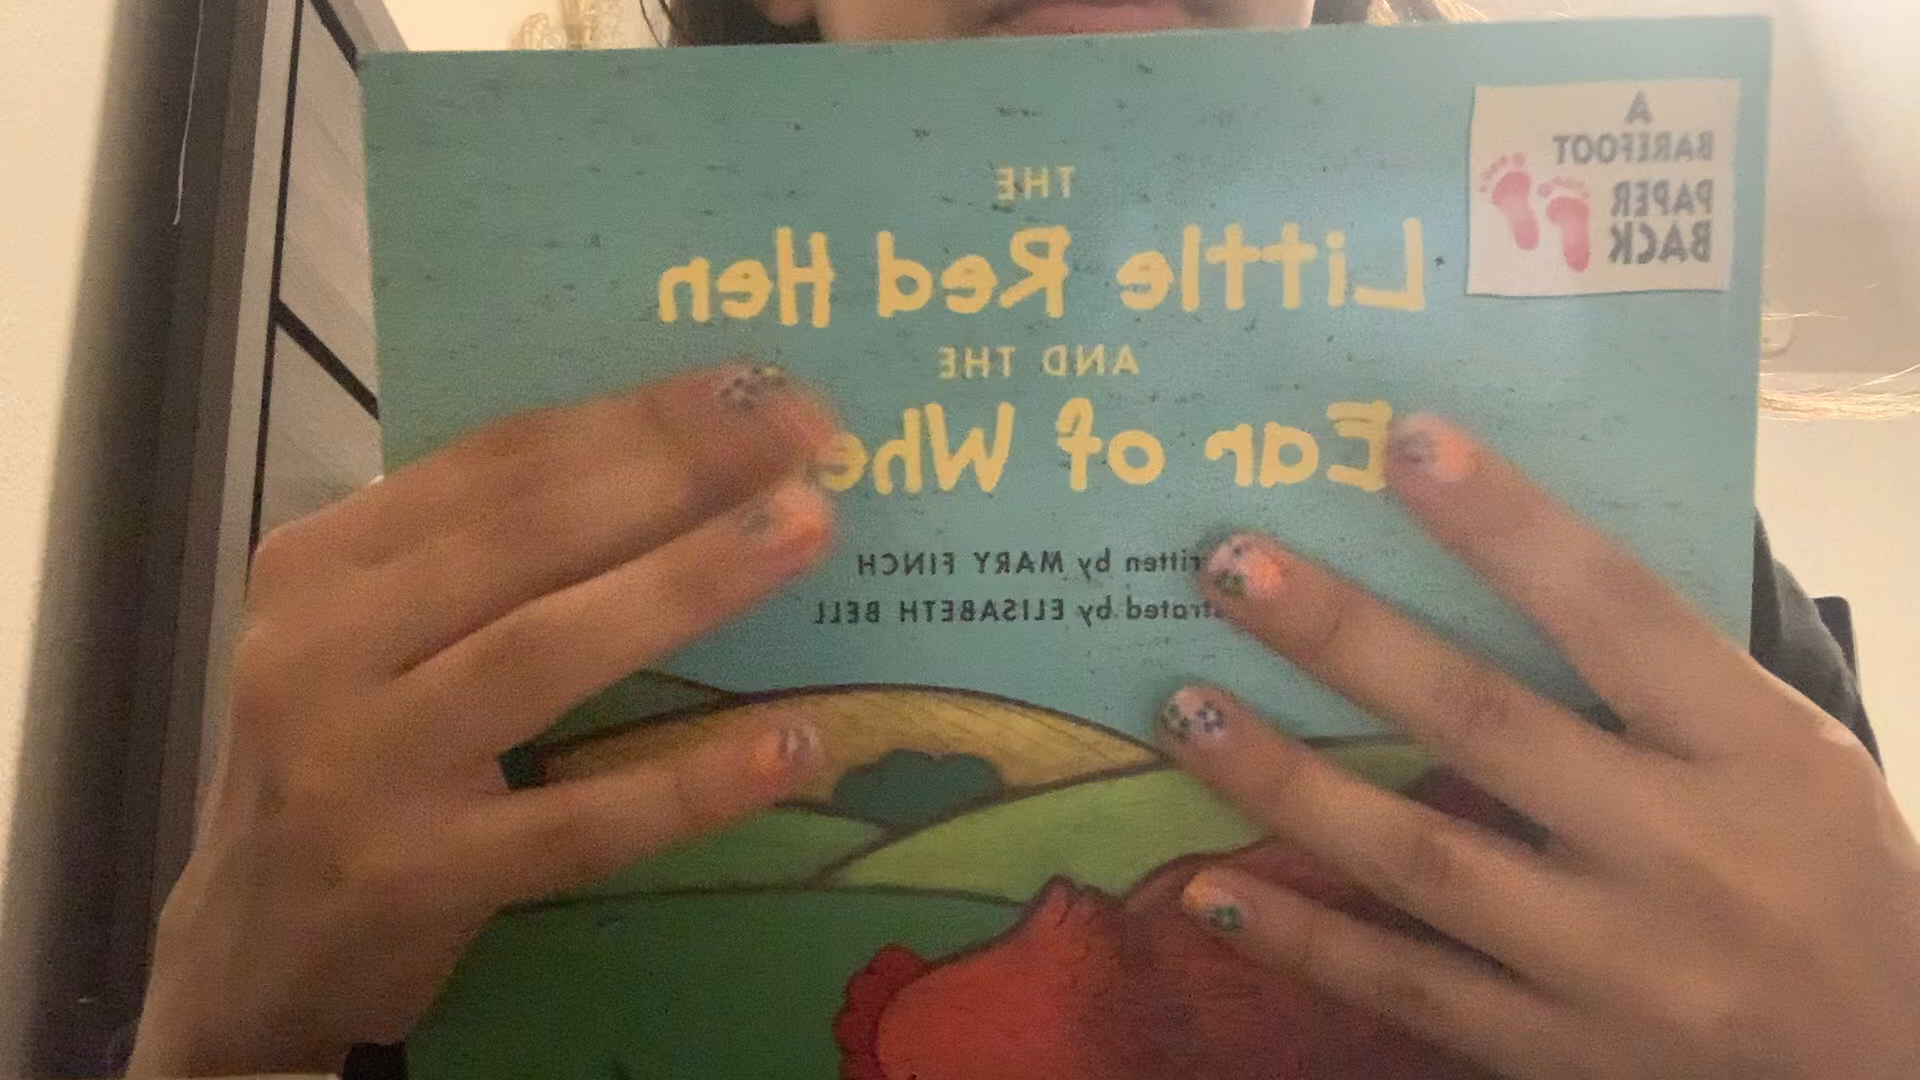 A
BAREFOOT
PAPER
BACK
THE
Little Red Hen
AND THE
Ear of Whe
ritten by MARY FINCH
strated by ELISABETH BELL